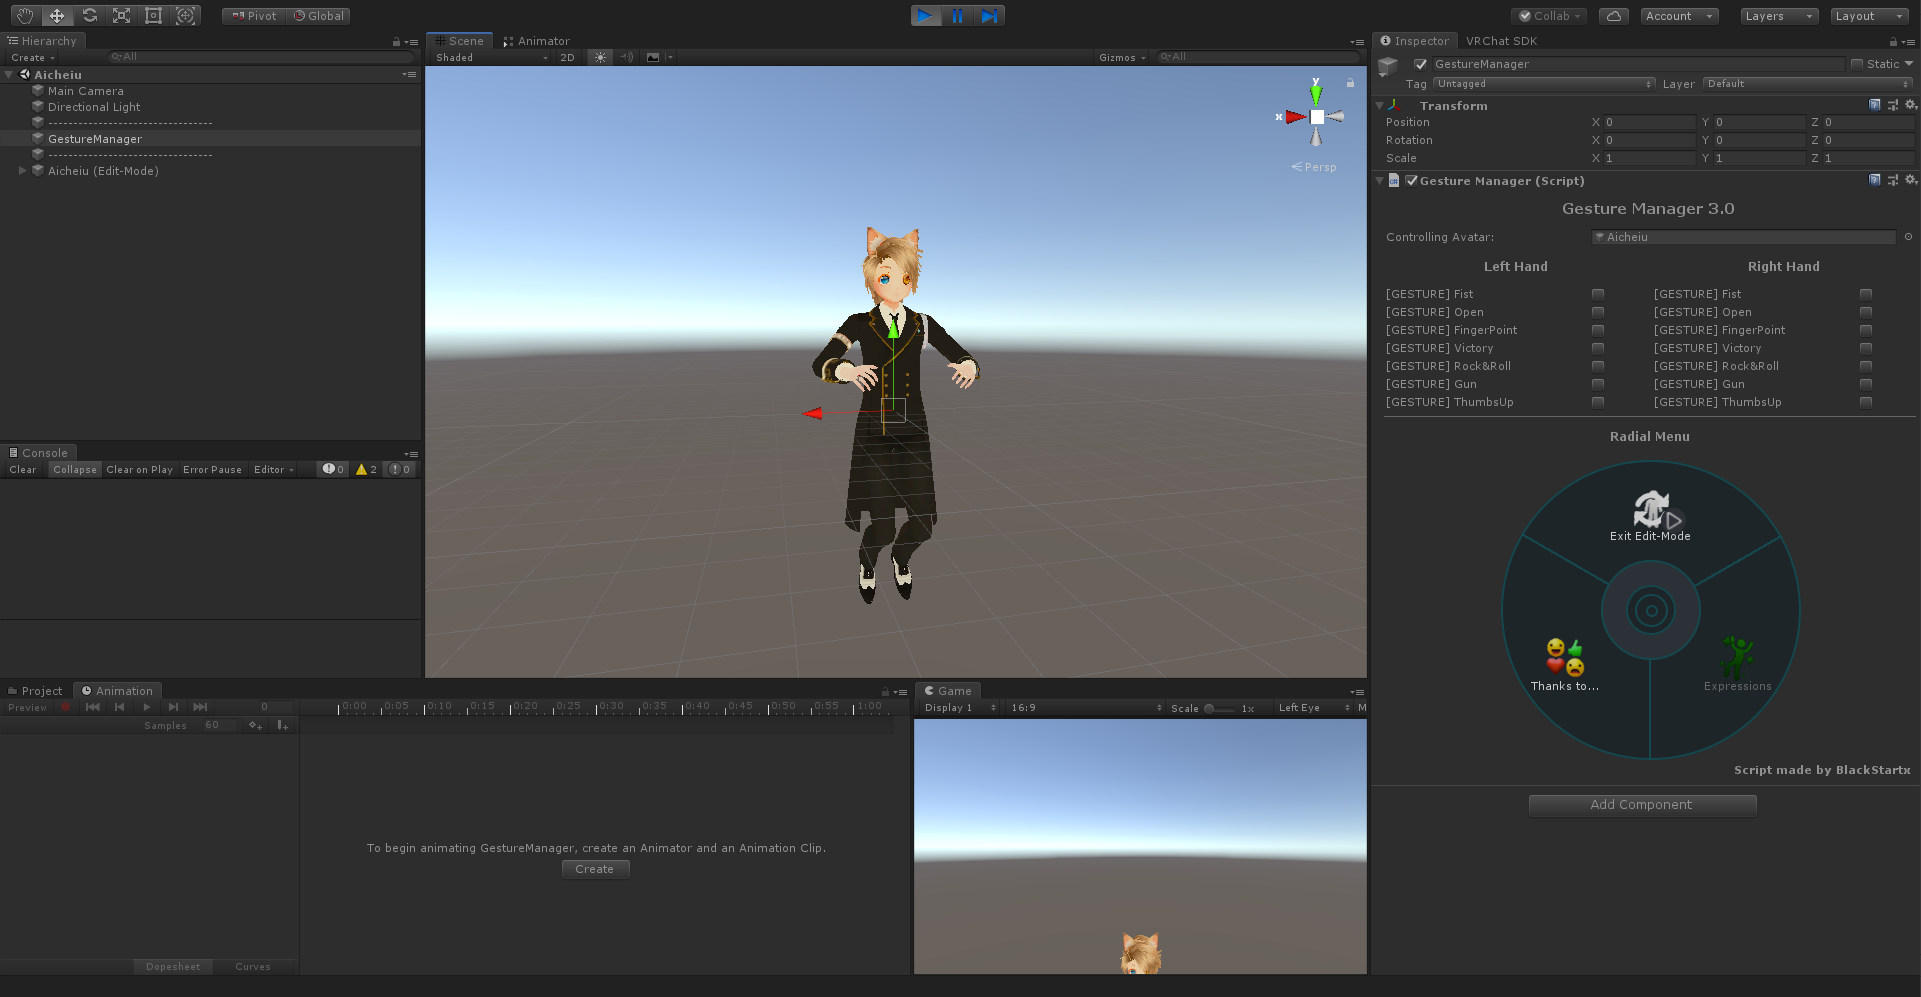 Pivot Global Collab Account Layers Layout
Hierarchy
Create All
Aicheiu
Main Camera
Directional Light
--------------------------------
GestureManager
--------------------------------
Aicheiu (Edit-Mode)
Console
Clear Collapse Clear on Play Error Pause Editor 0 2 0
Scene Animator
Shaded 2D Gizmos All
y
x
Persp
Project Animation
Preview 0 0:00 0:05 0:10 0:15 0:20 0:25 0:30 0:35 0:40 0:45 0:50 0:55 1:00
Samples 60
To begin animating GestureManager, create an Animator and an Animation Clip.
Create
Dopesheet Curves
Game
Display 1 16:9 Scale 1x Left Eye M
Inspector VRChat SDK
GestureManager Static
Tag Untagged Layer Default
Transform
Position X 0 Y 0 Z 0
Rotation X 0 Y 0 Z 0
Scale X 1 Y 1 Z 1
Gesture Manager (Script)
Gesture Manager 3.0
Controlling Avatar: Aicheiu
Left Hand Right Hand
[GESTURE] Fist [GESTURE] Fist
[GESTURE] Open [GESTURE] Open
[GESTURE] FingerPoint [GESTURE] FingerPoint
[GESTURE] Victory [GESTURE] Victory
[GESTURE] Rock&Roll [GESTURE] Rock&Roll
[GESTURE] Gun [GESTURE] Gun
[GESTURE] ThumbsUp [GESTURE] ThumbsUp
Radial Menu
Exit Edit-Mode
Thanks to... Expressions
Script made by BlackStartx
Add Component